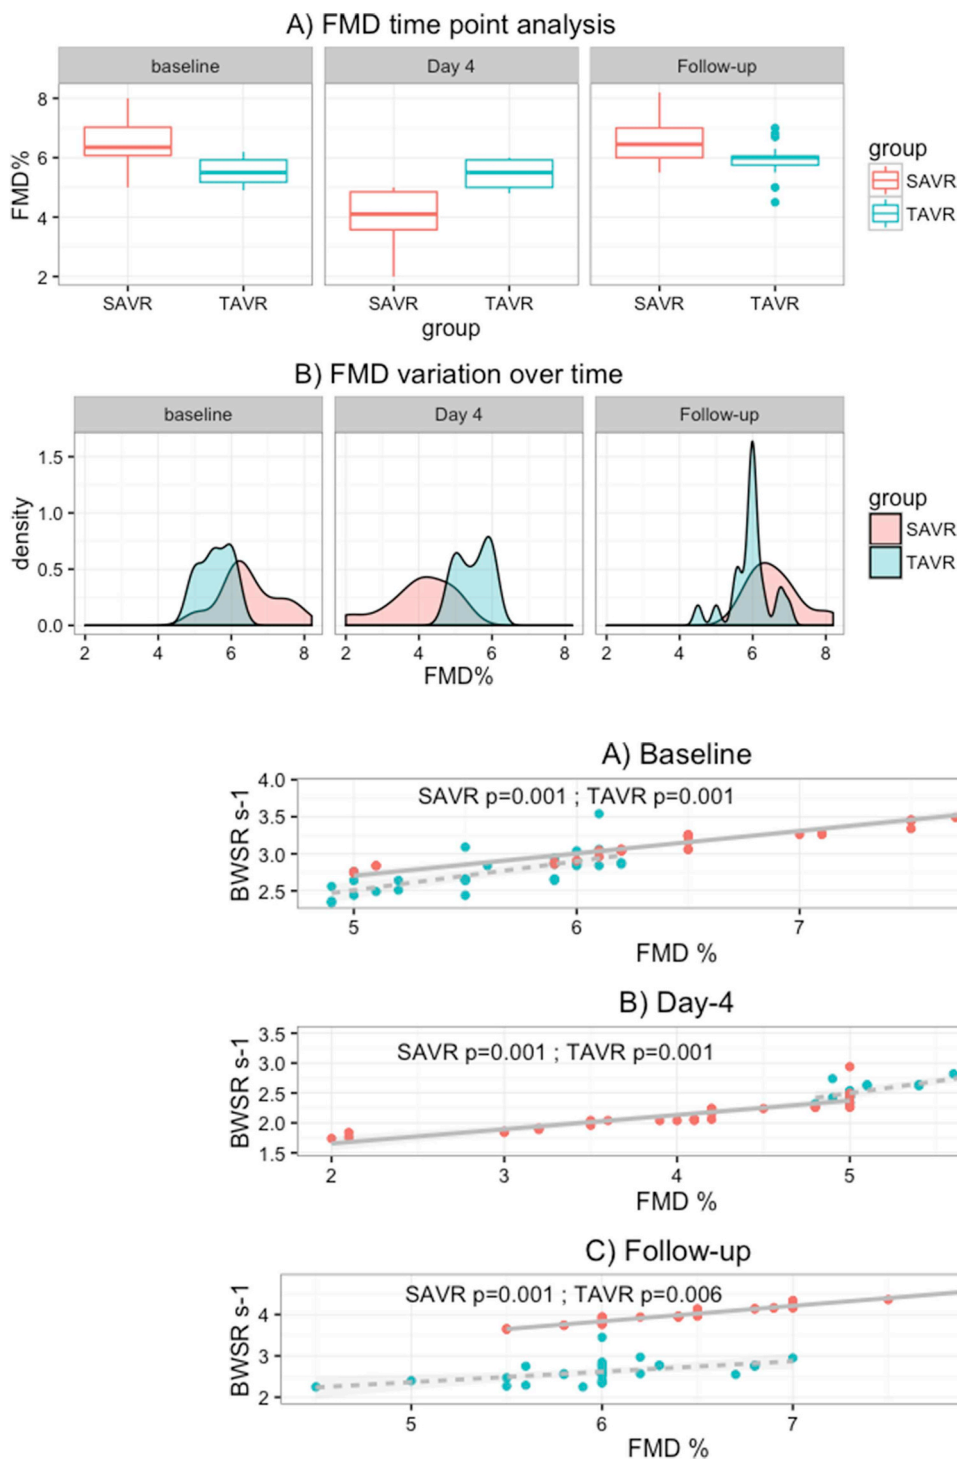 A) FMD time point analysis
baseline
Day 4
Follow-up
FMD%
8
6
4
2
SAVR
TAVR
SAVR
TAVR
SAVR
TAVR
group
group
SAVR
TAVR
B) FMD variation over time
baseline
Day 4
Follow-up
density
1.5
1.0
0.5
0.0
2
4
6
8
2
4
6
8
2
4
6
8
FMD%
group
SAVR
TAVR
A) Baseline
SAVR p=0.001 ; TAVR p=0.001
BWSR s-1
4.0
3.5
3.0
2.5
5
6
7
FMD %
B) Day-4
SAVR p=0.001 ; TAVR p=0.001
BWSR s-1
3.5
3.0
2.5
2.0
1.5
2
3
4
5
FMD %
C) Follow-up
SAVR p=0.001 ; TAVR p=0.006
BWSR s-1
4
3
2
5
6
7
FMD %